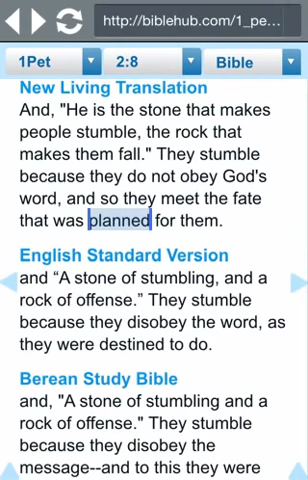 http://biblehub.com/1_pe...
1Pet 2:8 Bible
New Living Translation
And, "He is the stone that makes
people stumble, the rock that
makes them fall." They stumble
because they do not obey God's
word, and so they meet the fate
that was planned for them.
English Standard Version
and “A stone of stumbling, and a
rock of offense.” They stumble
because they disobey the word, as
they were destined to do.
Berean Study Bible
and, "A stone of stumbling and a
rock of offense." They stumble
because they disobey the
message--and to this they were